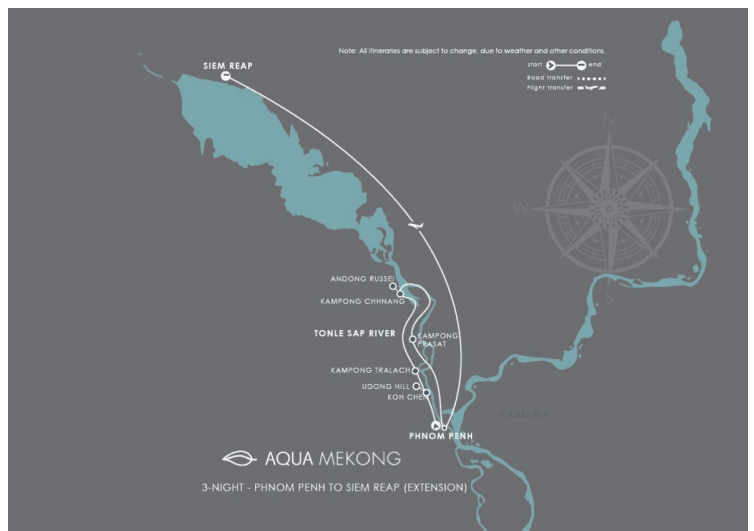 Note: All itineraries are subject to change, due to weather and other conditions.
SIEM REAP
start end
Road transfer
Flight transfer
N
W
S
ANDONG RUSSEI
KAMPONG CHHNANG
TONLE SAP RIVER
KAMPONG
PRASAT
KAMPONG TRALACH
UDONG HILL
KOH CHEN
CAMBODIA
PHNOM PENH
AQUA MEKONG
3-NIGHT - PHNOM PENH TO SIEM REAP (EXTENSION)